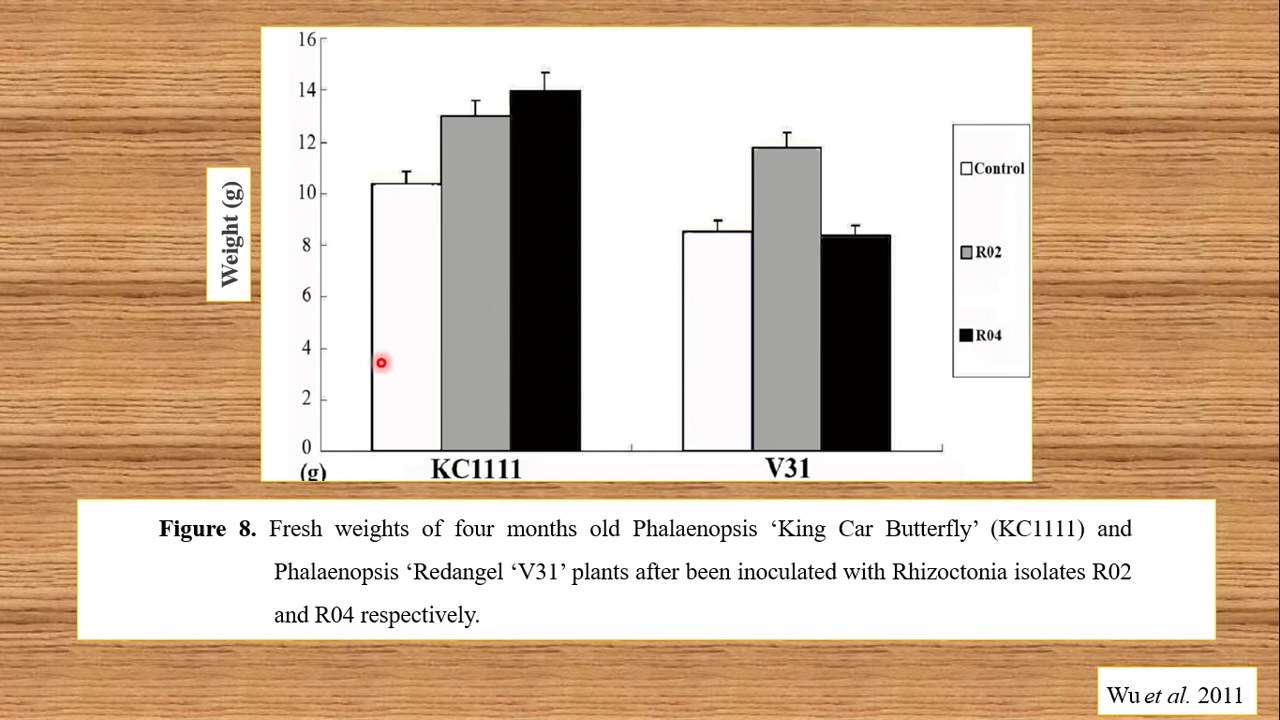 16
14
12
10
8
6
4
2
0
(g)
Weight (g)
KC1111
V31
Control
R02
R04
Figure 8. Fresh weights of four months old Phalaenopsis ‘King Car Butterfly’ (KC1111) and
Phalaenopsis ‘Redangel ‘V31’ plants after been inoculated with Rhizoctonia isolates R02
and R04 respectively.
Wu et al. 2011